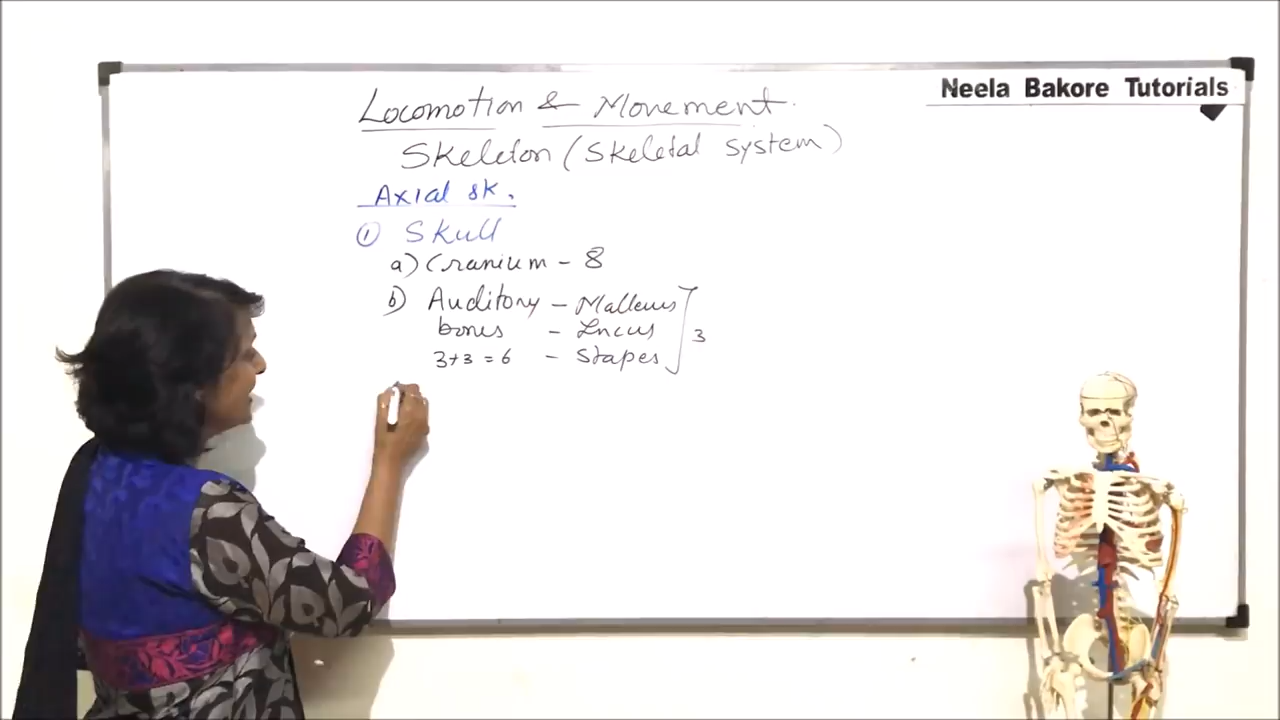 Neela Bakore Tutorials
Locomotion & Movement.
Skeleton (Skeletal system)
Axial sk.
① Skull
a) Cranium - 8
b) Auditory - Malleus
bones - Incus
3+3 = 6 - Stapes
3